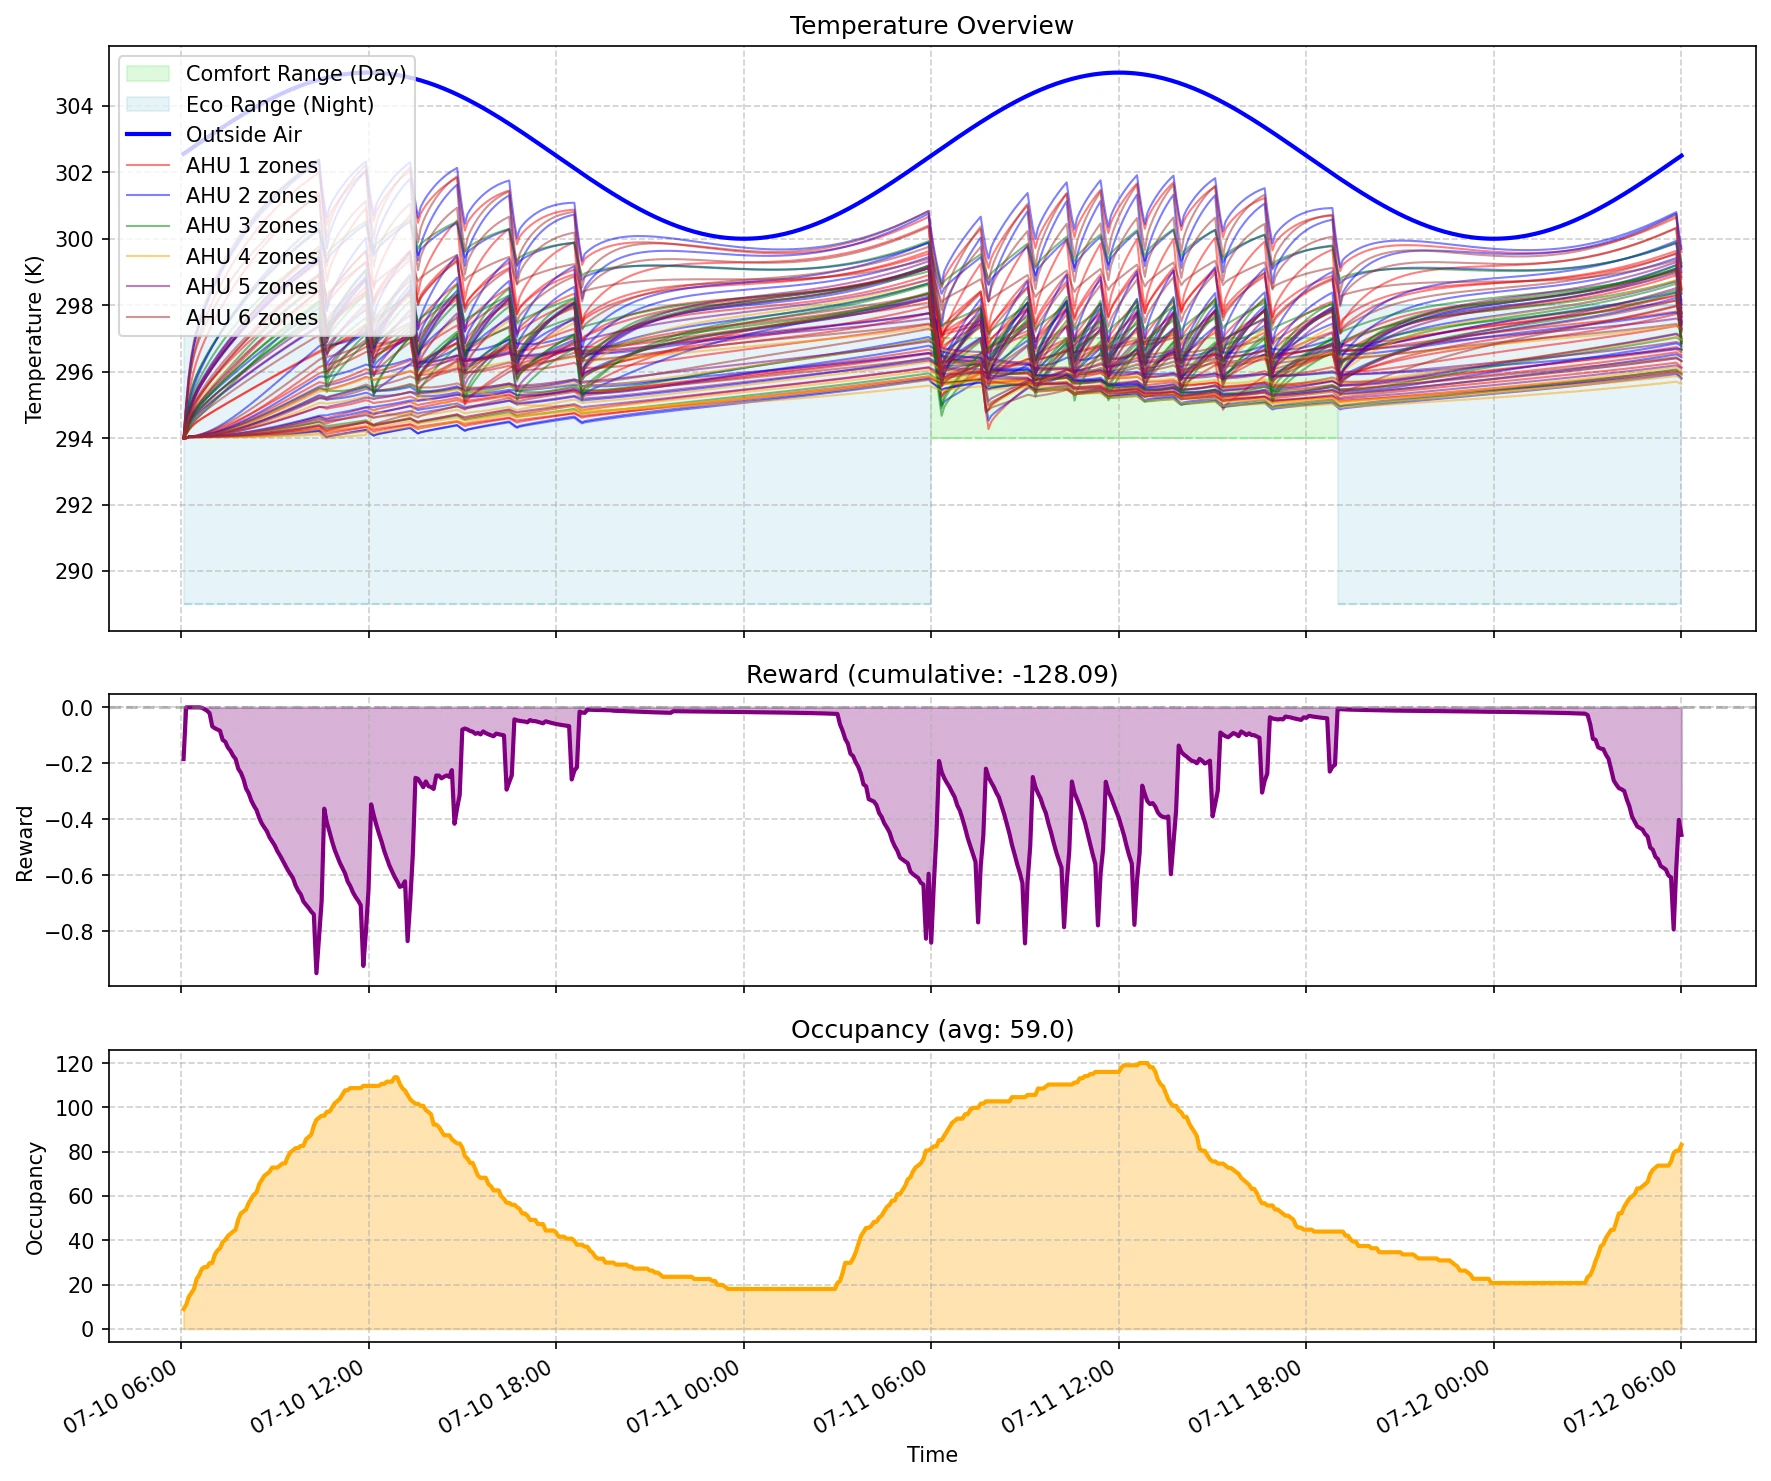 Temperature Overview
Comfort Range (Day)
Eco Range (Night)
Outside Air
AHU 1 zones
AHU 2 zones
AHU 3 zones
AHU 4 zones
AHU 5 zones
AHU 6 zones
Temperature (K)
304
302
300
298
296
294
292
290
Reward (cumulative: -128.09)
Reward
0.0
−0.2
−0.4
−0.6
−0.8
Occupancy (avg: 59.0)
Occupancy
120
100
80
60
40
20
0
07-10 06:00
07-10 12:00
07-10 18:00
07-11 00:00
07-11 06:00
07-11 12:00
07-11 18:00
07-12 00:00
07-12 06:00
Time